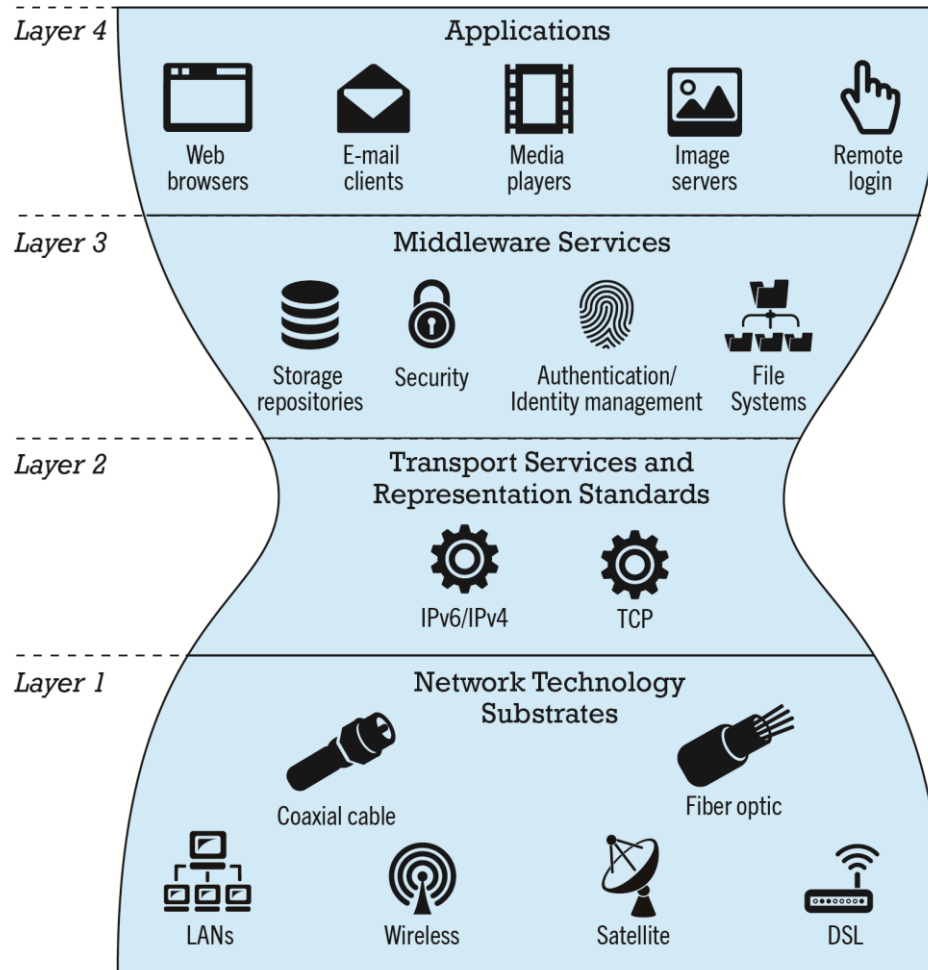 Layer 4
Applications
Web
browsers
E-mail
clients
Media
players
Image
servers
Remote
login
Layer 3
Middleware Services
Storage
repositories
Security
Authentication/
Identity management
File
Systems
Layer 2
Transport Services and
Representation Standards
IPv6/IPv4
TCP
Layer 1
Network Technology
Substrates
Coaxial cable
Fiber optic
LANs
Wireless
Satellite
DSL